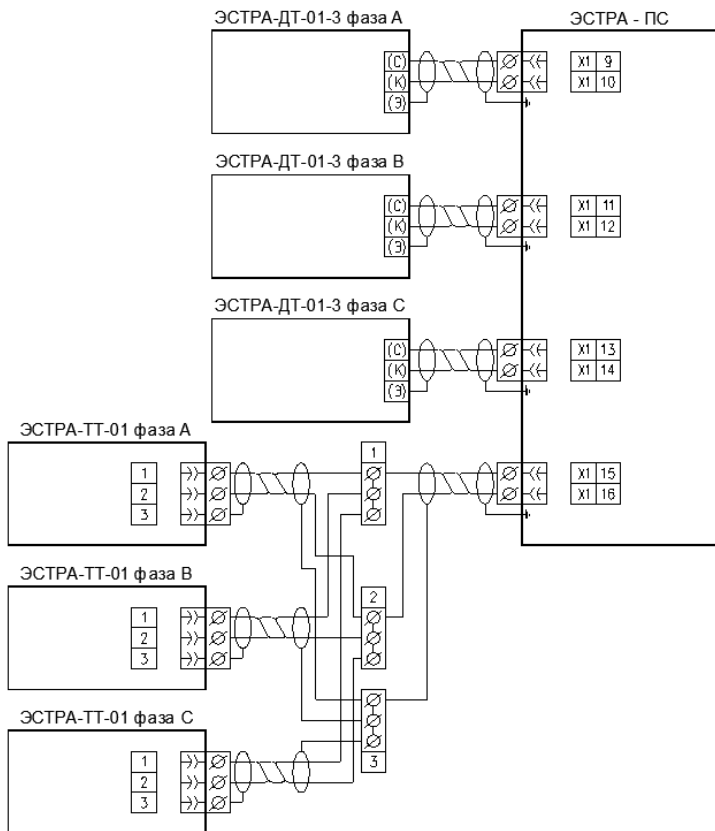 ЭСТРА-ДТ-01-3 фаза А
ЭСТРА - ПС
(С)
(К)
(Э)
X1 9
X1 10
ЭСТРА-ДТ-01-3 фаза В
(С)
(К)
(Э)
X1 11
X1 12
ЭСТРА-ДТ-01-3 фаза С
(С)
(К)
(Э)
X1 13
X1 14
ЭСТРА-ТТ-01 фаза А
1
2
3
1
X1 15
X1 16
ЭСТРА-ТТ-01 фаза В
1
2
3
2
ЭСТРА-ТТ-01 фаза С
1
2
3
3